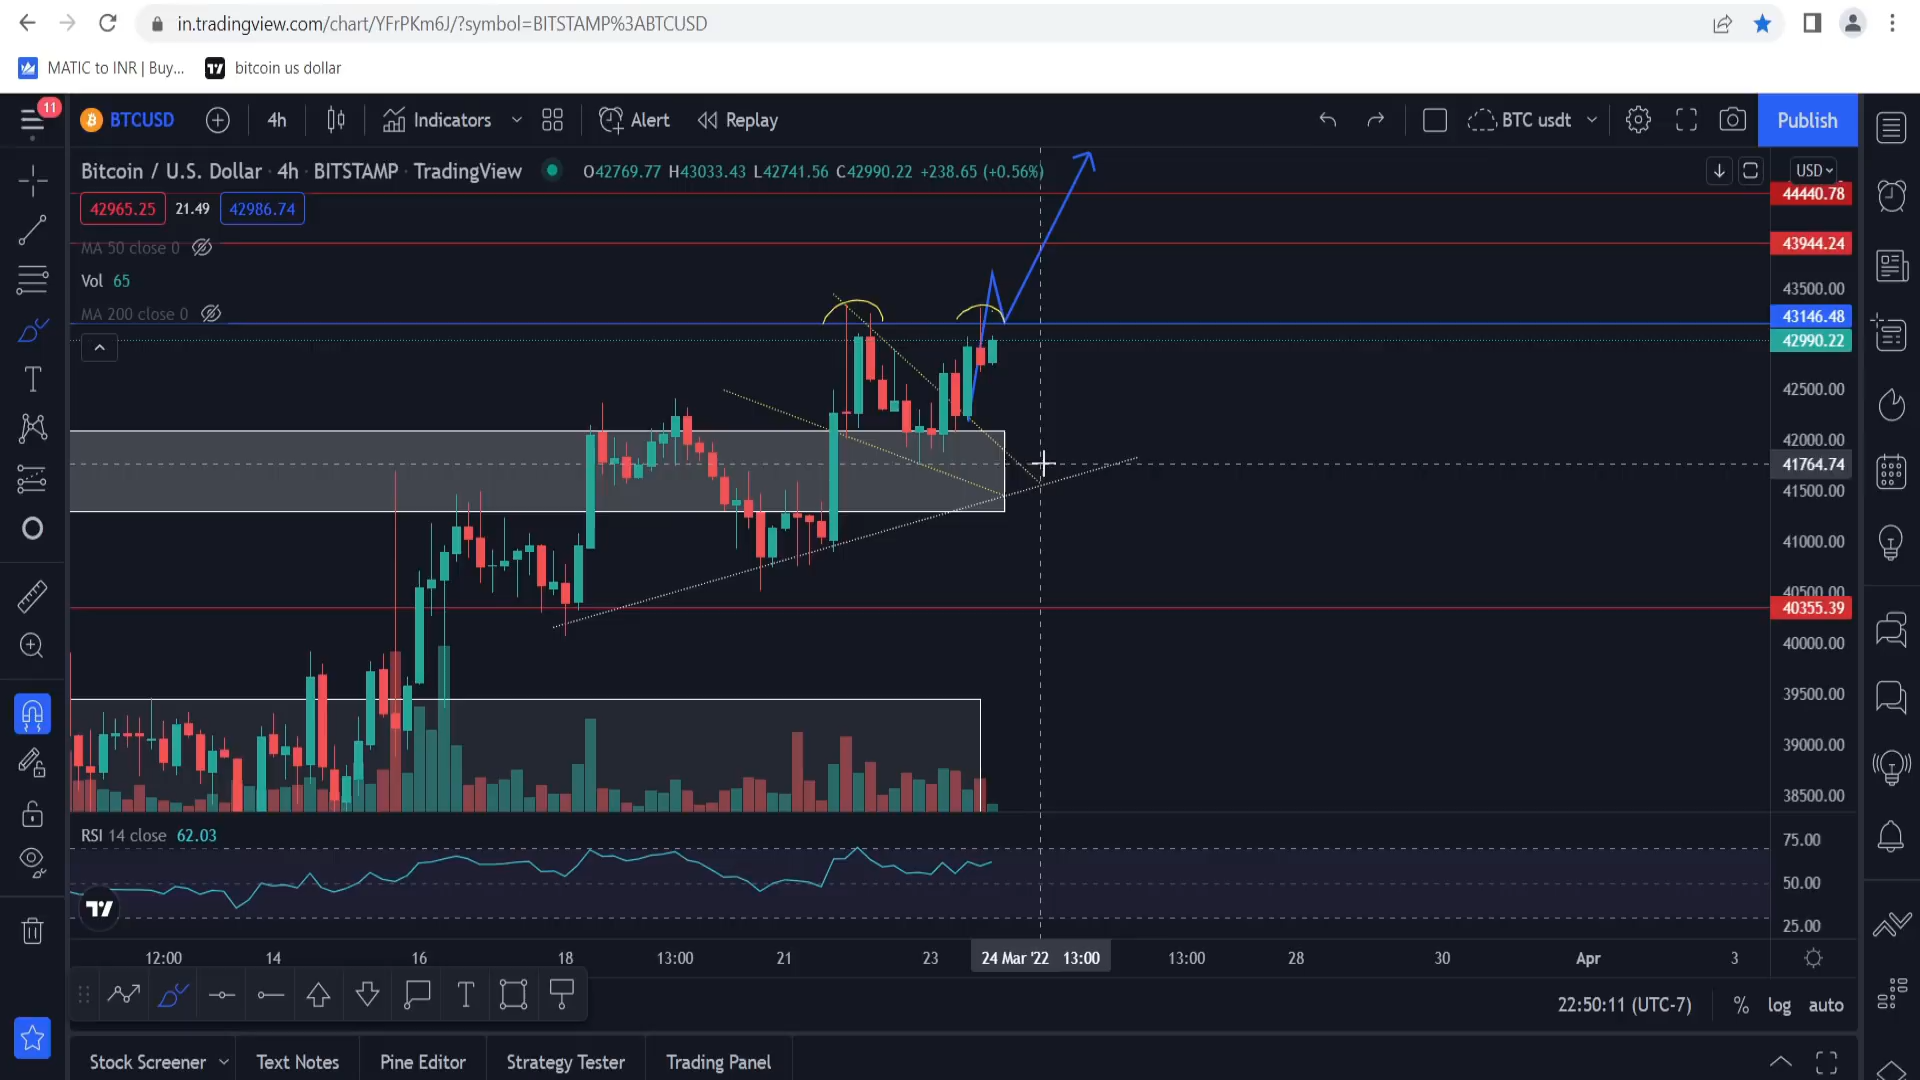 in.tradingview.com/chart/YFrPKm6J/?symbol=BITSTAMP%3ABTCUSD
MATIC to INR | Buy... bitcoin us dollar
11
BTCUSD 4h Indicators Alert Replay BTC usdt Publish
Bitcoin / U.S. Dollar · 4h · BITSTAMP · TradingView O42769.77 H43033.43 L42741.56 C42990.22 +238.65 (+0.56%) USD
44440.78
42965.25 21.49 42986.74
43944.24
MA 50 close 0
Vol 65
43500.00
MA 200 close 0
43146.48
42990.22
42500.00
42000.00
41764.74
41500.00
41000.00
40500.00
40355.39
40000.00
39500.00
39000.00
38500.00
RSI 14 close 62.03
75.00
50.00
25.00
12:00 14 16 18 13:00 21 23 24 Mar '22 13:00 13:00 28 30 Apr 3
22:50:11 (UTC-7) % log auto
Stock Screener Text Notes Pine Editor Strategy Tester Trading Panel